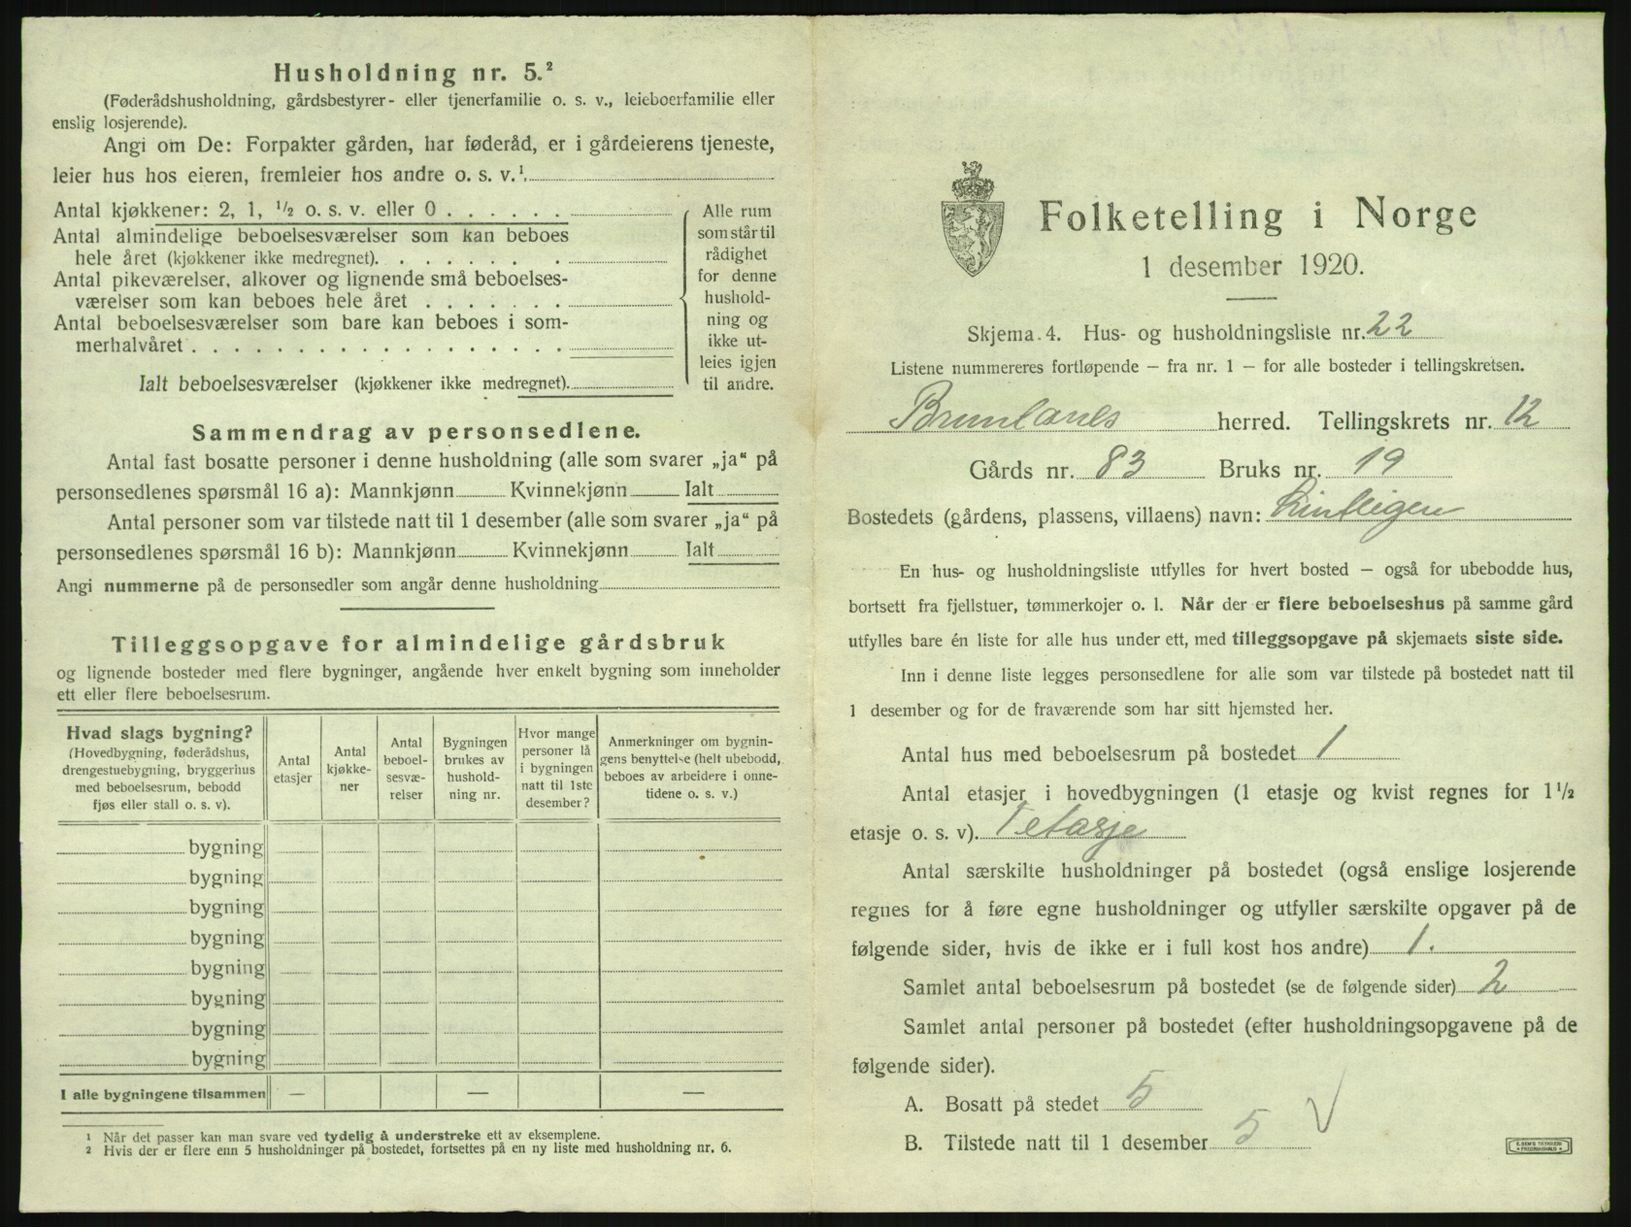 Husholdning nr. 5.²
(Føderådshusholdning, gårdsbestyrer- eller tjenerfamilie o. s. v., leieboerfamilie eller
enslig losjerende).
Angi om De: Forpakter gården, har føderåd, er i gårdeierens tjeneste,
leier hus hos eieren, fremleier hos andre o. s. v.¹.
Antal kjøkkener: 2, 1, ½ o. s. v. eller 0 . . . . . .
Antal almindelige beboelsesværelser som kan beboes
hele året (kjøkkener ikke medregnet). . . . . . . .
Antal pikeværelser, alkover og lignende små beboelses-
værelser som kan beboes hele året . . . . . . .
Antal beboelsesværelser som bare kan beboes i som-
merhalvåret . . . . . . . . . . . . . . . . . .
Ialt beboelsesværelser (kjøkkener ikke medregnet).
Alle rum
som står til
rådighet
for denne
hushold-
ning og
ikke ut-
leies igjen
til andre.
Sammendrag av personsedlene.
Antal fast bosatte personer i denne husholdning (alle som svarer „ja“ på
personsedlenes spørsmål 16 a): Mannkjønn Kvinnekjønn Ialt
Antal personer som var tilstede natt til 1 desember (alle som svarer „ja“ på
personsedlenes spørsmål 16 b): Mannkjønn Kvinnekjønn Ialt
Angi nummerne på de personsedler som angår denne husholdning
Tilleggsopgave for almindelige gårdsbruk
og lignende bosteder med flere bygninger, angående hver enkelt bygning som inneholder
ett eller flere beboelsesrum.
Hvad slags bygning?
(Hovedbygning, føderådshus,
drengestuebygning, bryggerhus
med beboelsesrum, bebodd
fjøs eller stall o. s. v).
Antal
etasjer
Antal
kjøkke-
ner
Antal
beboel-
sesvæ-
relser
Bygningen
brukes av
hushold-
ning nr.
Hvor mange
personer lå
i bygningen
natt til 1ste
desember?
Anmerkninger om bygnin-
gens benyttelse (helt ubebodd,
beboes av arbeidere i onne-
tidene o. s. v.)
bygning
bygning
bygning
bygning
bygning
bygning
bygning
bygning
I alle bygningene tilsammen — — —
¹ Når det passer kan man svare ved tydelig å understreke ett av eksemplene.
² Hvis der er flere enn 5 husholdninger på bostedet, fortsettes på en ny liste med husholdning nr. 6.
Folketelling i Norge
1 desember 1920.
Skjema 4. Hus- og husholdningsliste nr. 22
Listene nummereres fortløpende — fra nr. 1 — for alle bosteder i tellingskretsen.
Brunlanes herred. Tellingskrets nr. 12
Gårds nr. 83 Bruks nr. 19
Bostedets (gårdens, plassens, villaens) navn:
En hus- og husholdningsliste utfylles for hvert bosted — også for ubebodde hus,
bortsett fra fjellstuer, tømmerkojer o. l. Når der er flere beboelseshus på samme gård
utfylles bare én liste for alle hus under ett, med tilleggsopgave på skjemaets siste side.
Inn i denne liste legges personsedlene for alle som var tilstede på bostedet natt til
1 desember og for de fraværende som har sitt hjemsted her.
Antal hus med beboelsesrum på bostedet 1
Antal etasjer i hovedbygningen (1 etasje og kvist regnes for 1½
etasje o. s. v). 1 etasje
Antal særskilte husholdninger på bostedet (også enslige losjerende
regnes for å føre egne husholdninger og utfyller særskilte opgaver på de
følgende sider, hvis de ikke er i full kost hos andre) 1.
Samlet antal beboelsesrum på bostedet (se de følgende sider) 2
Samlet antal personer på bostedet (efter husholdningsopgavene på de
følgende sider).
A. Bosatt på stedet 5
B. Tilstede natt til 1 desember 5